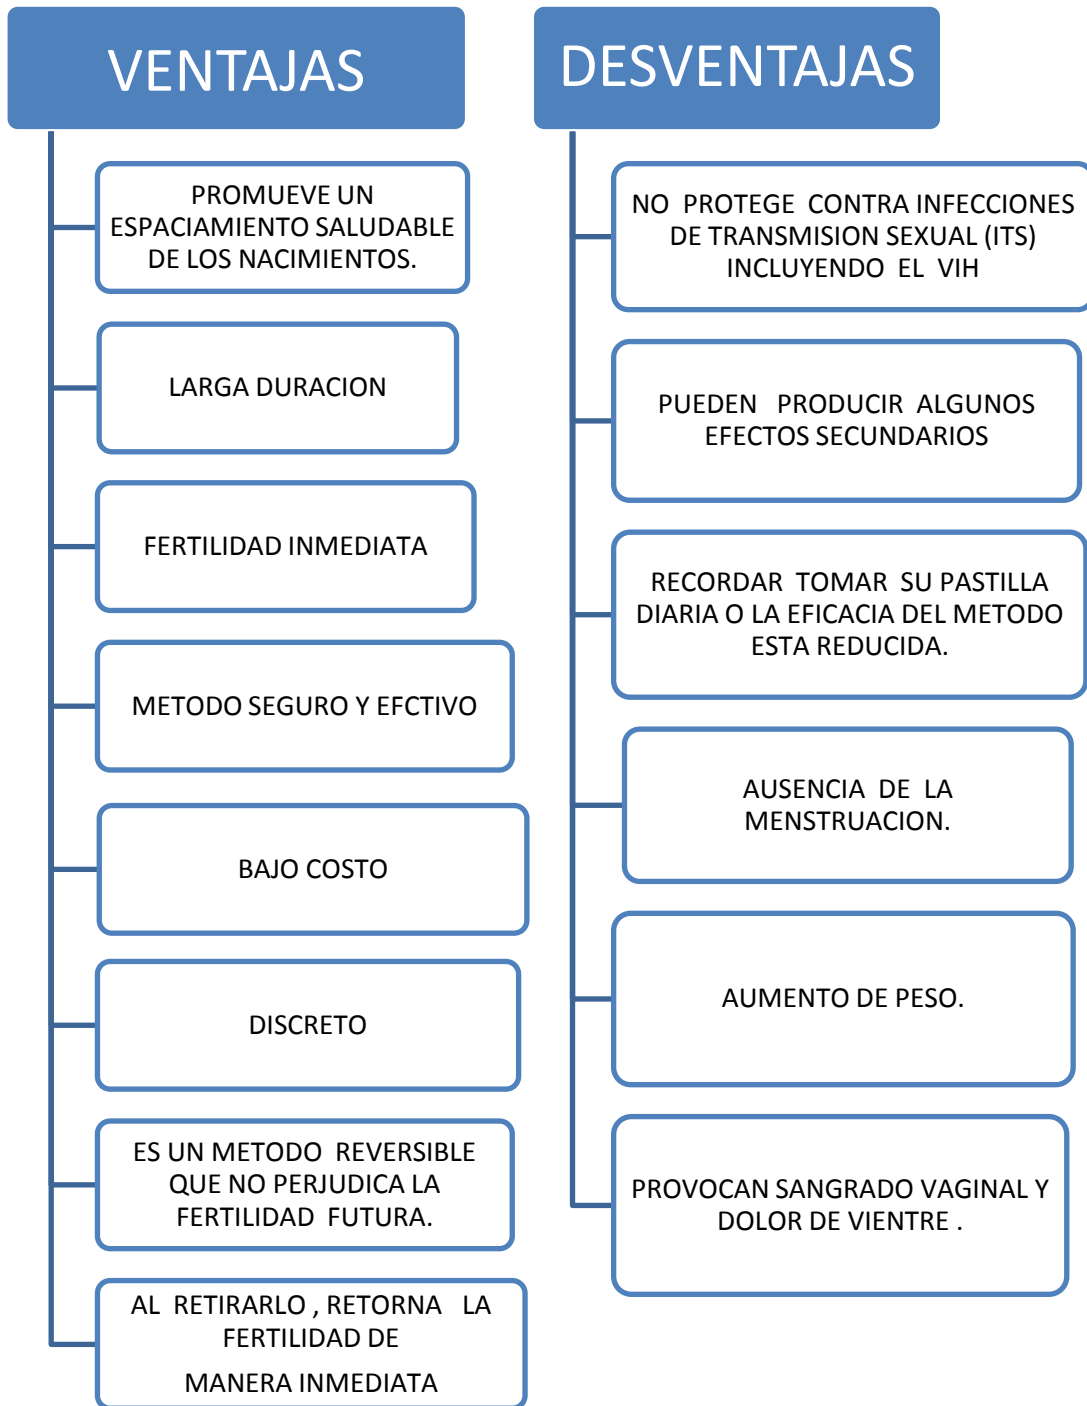 VENTAJAS
PROMUEVE UN
ESPACIAMIENTO SALUDABLE
DE LOS NACIMIENTOS.
LARGA DURACION
FERTILIDAD INMEDIATA
METODO SEGURO Y EFCTIVO
BAJO COSTO
DISCRETO
ES UN METODO REVERSIBLE
QUE NO PERJUDICA LA
FERTILIDAD FUTURA.
AL RETIRARLO , RETORNA LA
FERTILIDAD DE
MANERA INMEDIATA
DESVENTAJAS
NO PROTEGE CONTRA INFECCIONES
DE TRANSMISION SEXUAL (ITS)
INCLUYENDO EL VIH
PUEDEN PRODUCIR ALGUNOS
EFECTOS SECUNDARIOS
RECORDAR TOMAR SU PASTILLA
DIARIA O LA EFICACIA DEL METODO
ESTA REDUCIDA.
AUSENCIA DE LA
MENSTRUACION.
AUMENTO DE PESO.
PROVOCAN SANGRADO VAGINAL Y
DOLOR DE VIENTRE .